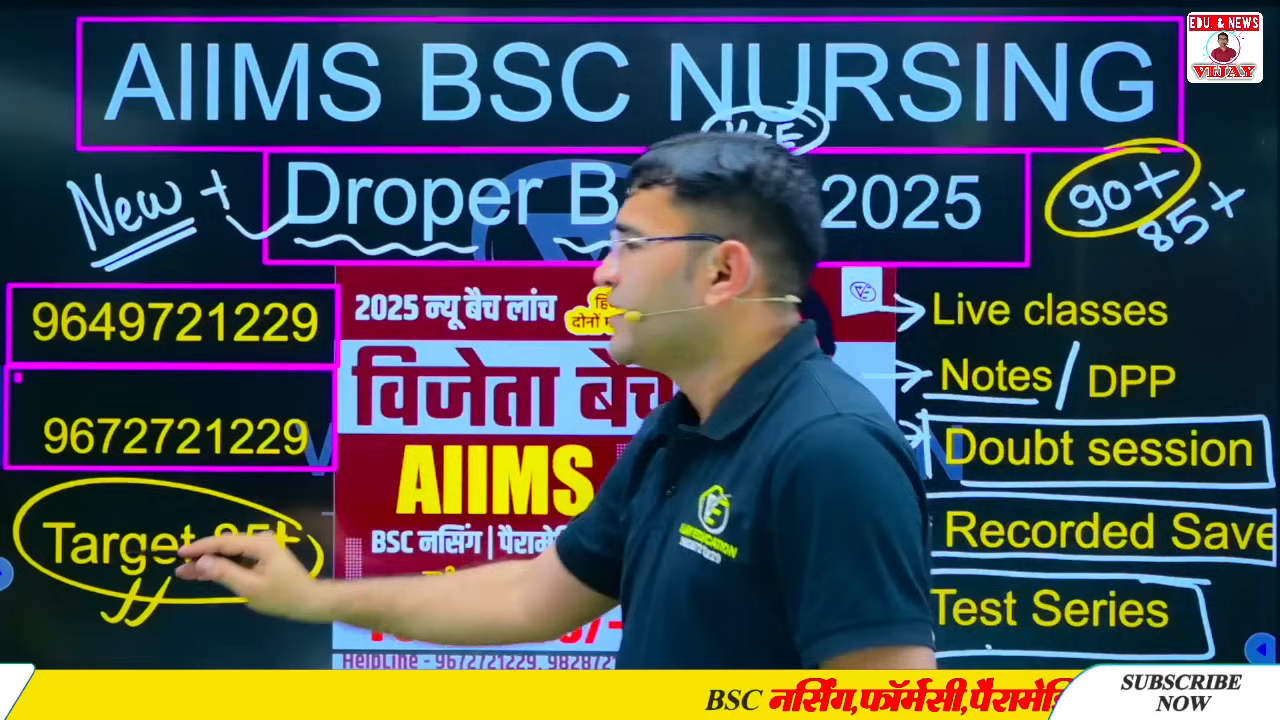 EDU. & NEWS
VIJAY
AIIMS BSC NURSING
New +
Droper B 2025
90+
85+
9649721229
9672721229
2025 न्यू बैच लांच
दोनों
विजेता बेच
AIIMS
BSC नर्सिंग | पैरामे
HelpLine - 9672721229, 982872
Target 85+
Live classes
Notes / DPP
Doubt session
Recorded Save
Test Series
BSC नर्सिंग,फॉर्मेसी,पैरामेडि
SUBSCRIBE
NOW